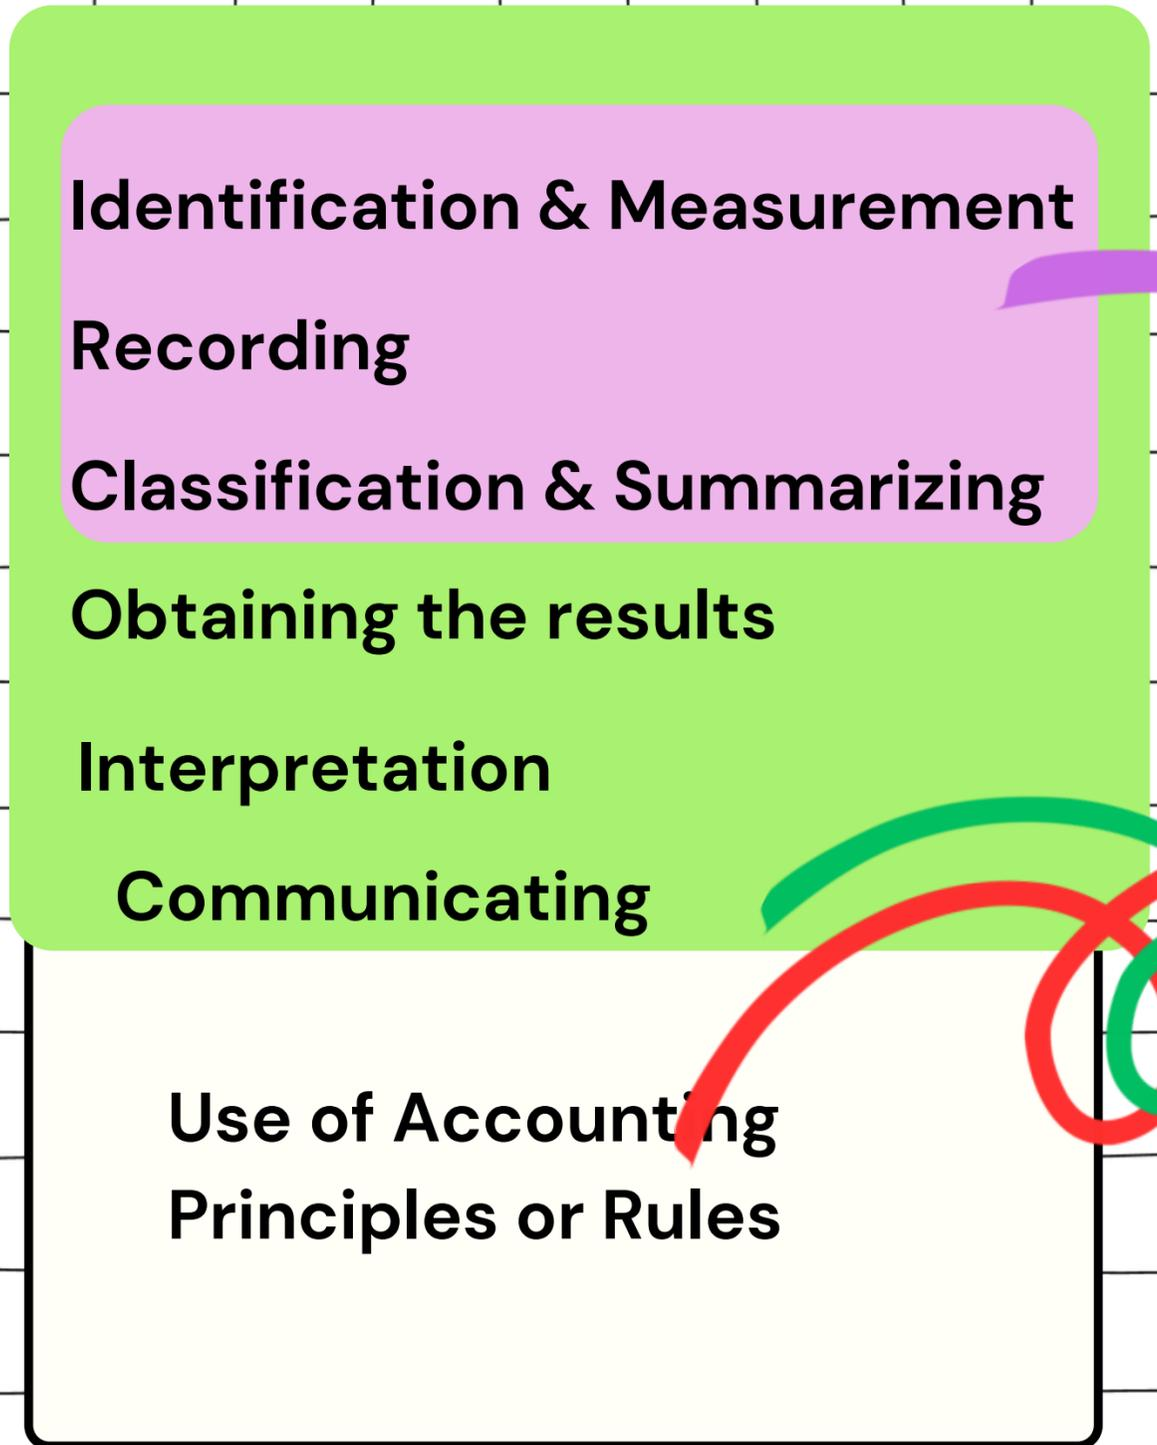 Identification & Measurement
Recording
Classification & Summarizing
Obtaining the results
Interpretation
Communicating
Use of Accounting
Principles or Rules